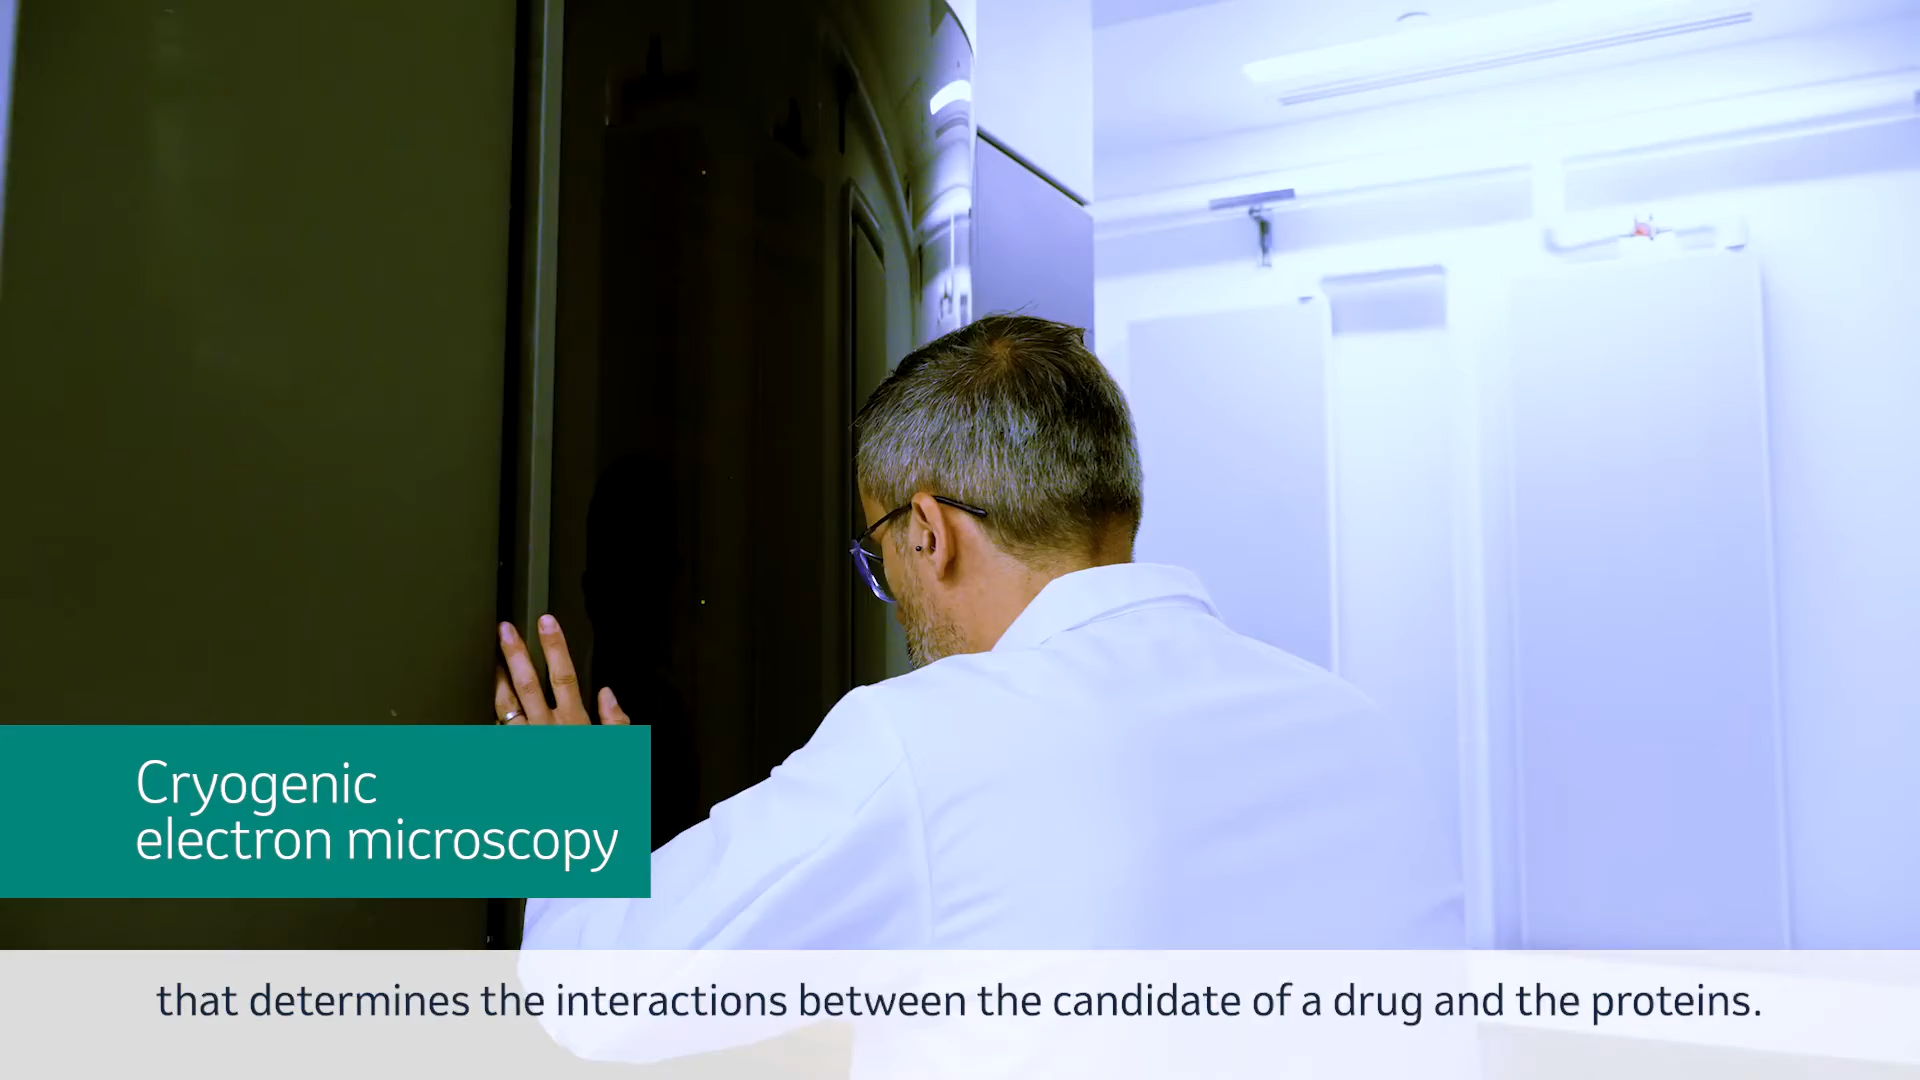 Cryogenic
electron microscopy
that determines the interactions between the candidate of a drug and the proteins.